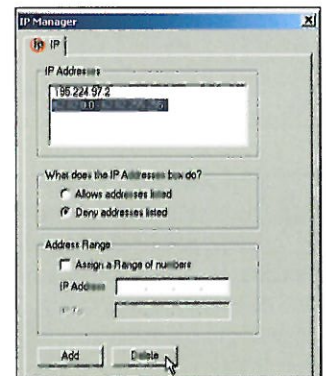 IP Manager
IP
IP Addresses
195.224.97.2
10
What does the IP Addresses box do?
Allows addresses listed
Deny addresses listed
Address Range
Assign a Range of numbers
IP Address
Add
Delete